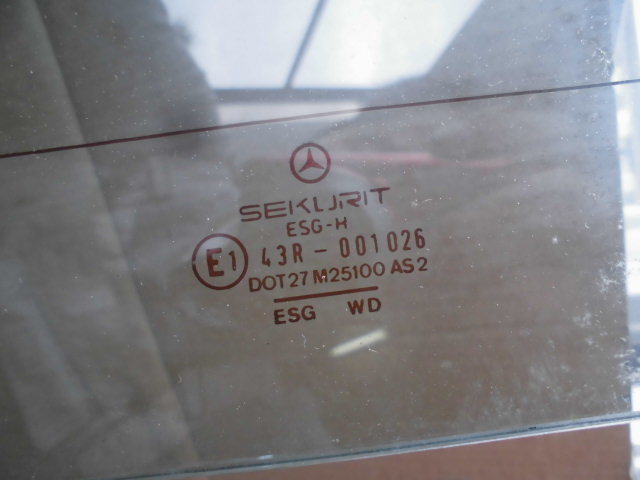 SEKURIT
ESG-H
E1 43R - 001026
DOT27 M25100 AS2
ESG WD